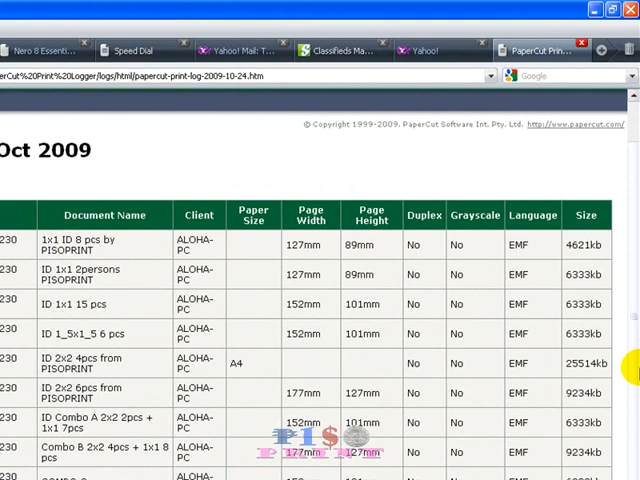 Nero 8 Essenti...
Speed Dial
Yahoo! Mail: T...
Classifieds Ma...
Yahoo!
PaperCut Prin...
erCut%20Print%20Logger/logs/html/papercut-print-log-2009-10-24.htm
Google
© Copyright 1999-2009. PaperCut Software Int. Pty. Ltd. http://www.papercut.com/
Oct 2009
Document Name Client Paper Size Page Width Page Height Duplex Grayscale Language Size
230 1x1 ID 8 pcs by PISOPRINT ALOHA-PC 127mm 89mm No No EMF 4621kb
230 ID 1x1 2persons PISOPRINT ALOHA-PC 127mm 89mm No No EMF 6333kb
230 ID 1x1 15 pcs ALOHA-PC 152mm 101mm No No EMF 6333kb
230 ID 1_5x1_5 6 pcs ALOHA-PC 152mm 101mm No No EMF 6333kb
230 ID 2x2 4pcs from PISOPRINT ALOHA-PC A4 No No EMF 25514kb
230 ID 2x2 6pcs from PISOPRINT ALOHA-PC 177mm 127mm No No EMF 9234kb
230 ID Combo A 2x2 2pcs + 1x1 7pcs ALOHA-PC 152mm 101mm No No EMF 6333kb
230 Combo B 2x2 4pcs + 1x1 8 pcs ALOHA-PC 177mm 127mm No No EMF 9234kb
PISO
PRINT